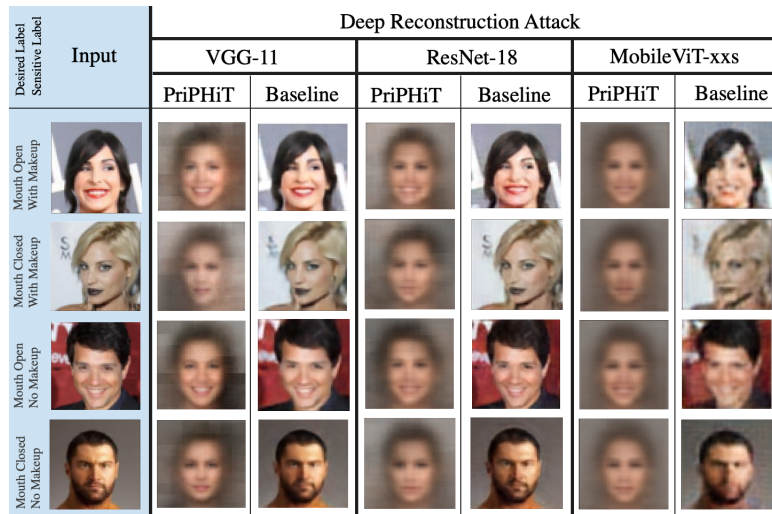 Deep Reconstruction Attack
Desired Label
Sensitive Label
Input
VGG-11
ResNet-18
MobileViT-xxs
PriPHiT
Baseline
PriPHiT
Baseline
PriPHiT
Baseline
Mouth Open
With Makeup
Mouth Closed
With Makeup
Mouth Open
No Makeup
Mouth Closed
No Makeup